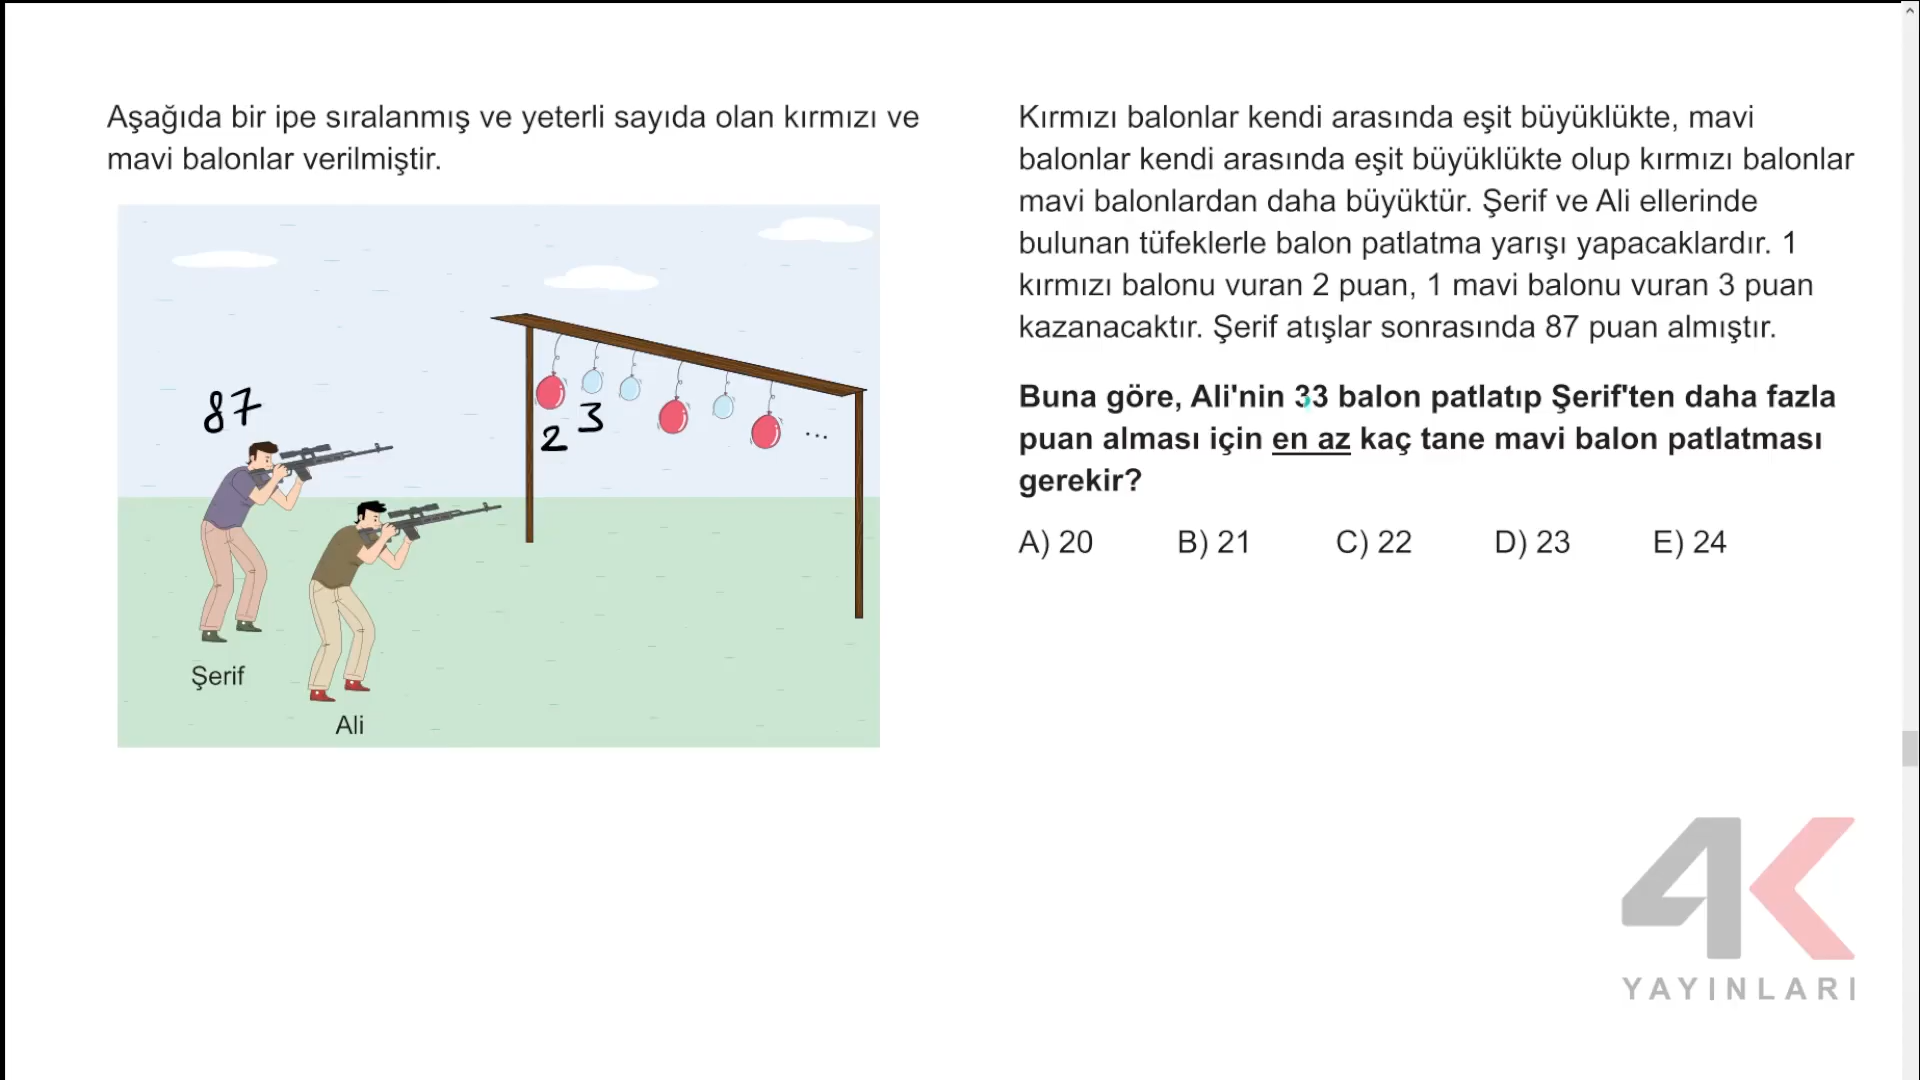 Aşağıda bir ipe sıralanmış ve yeterli sayıda olan kırmızı ve
mavi balonlar verilmiştir.
87
2
3
...
Şerif
Ali
Kırmızı balonlar kendi arasında eşit büyüklükte, mavi
balonlar kendi arasında eşit büyüklükte olup kırmızı balonlar
mavi balonlardan daha büyüktür. Şerif ve Ali ellerinde
bulunan tüfeklerle balon patlatma yarışı yapacaklardır. 1
kırmızı balonu vuran 2 puan, 1 mavi balonu vuran 3 puan
kazanacaktır. Şerif atışlar sonrasında 87 puan almıştır.
Buna göre, Ali'nin 33 balon patlatıp Şerif'ten daha fazla
puan alması için en az kaç tane mavi balon patlatması
gerekir?
A) 20 B) 21 C) 22 D) 23 E) 24
4K
YAYINLARI